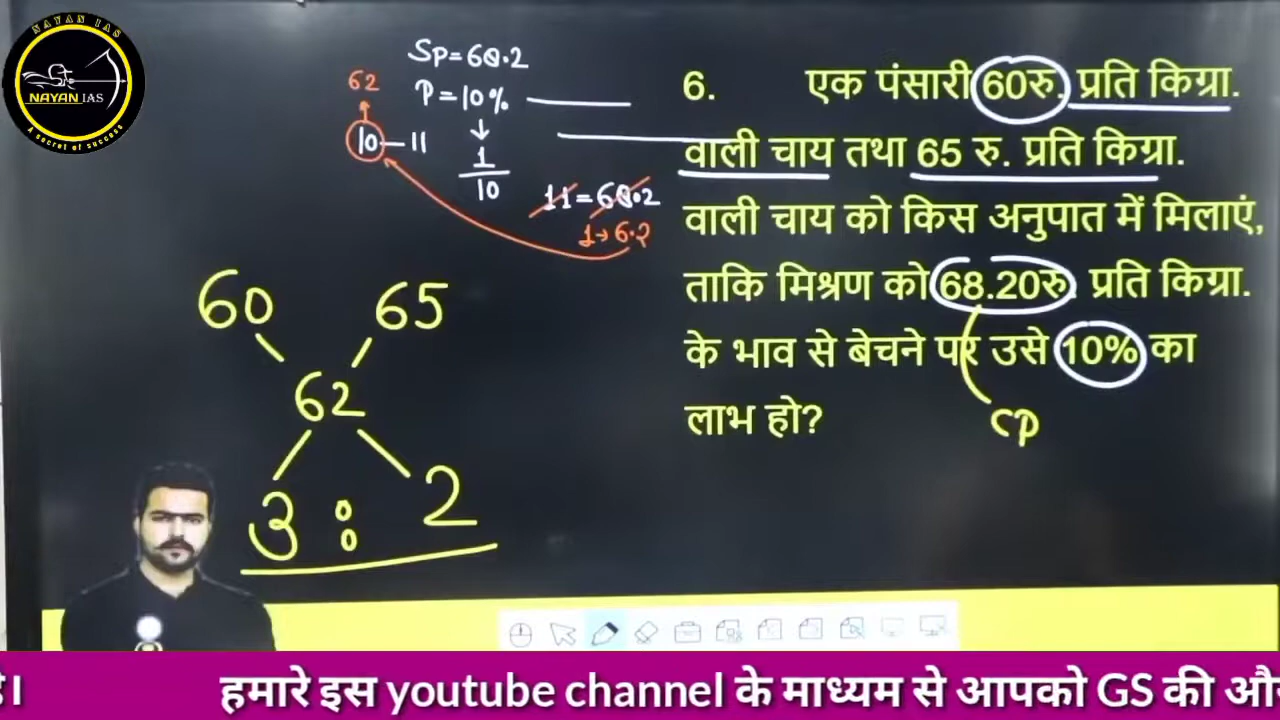 NAYAN IAS
NAYAN IAS
A secret of success
SP=68.2
P=10%
62
10—11
1
10
11=68.2
1→6.2
60 65
62
3 : 2
6. एक पंसारी 60रु. प्रति किग्रा.
वाली चाय तथा 65 रु. प्रति किग्रा.
वाली चाय को किस अनुपात में मिलाएं,
ताकि मिश्रण को 68.20रु. प्रति किग्रा.
के भाव से बेचने पर उसे 10% का
लाभ हो?
CP
है। हमारे इस youtube channel के माध्यम से आपको GS की और